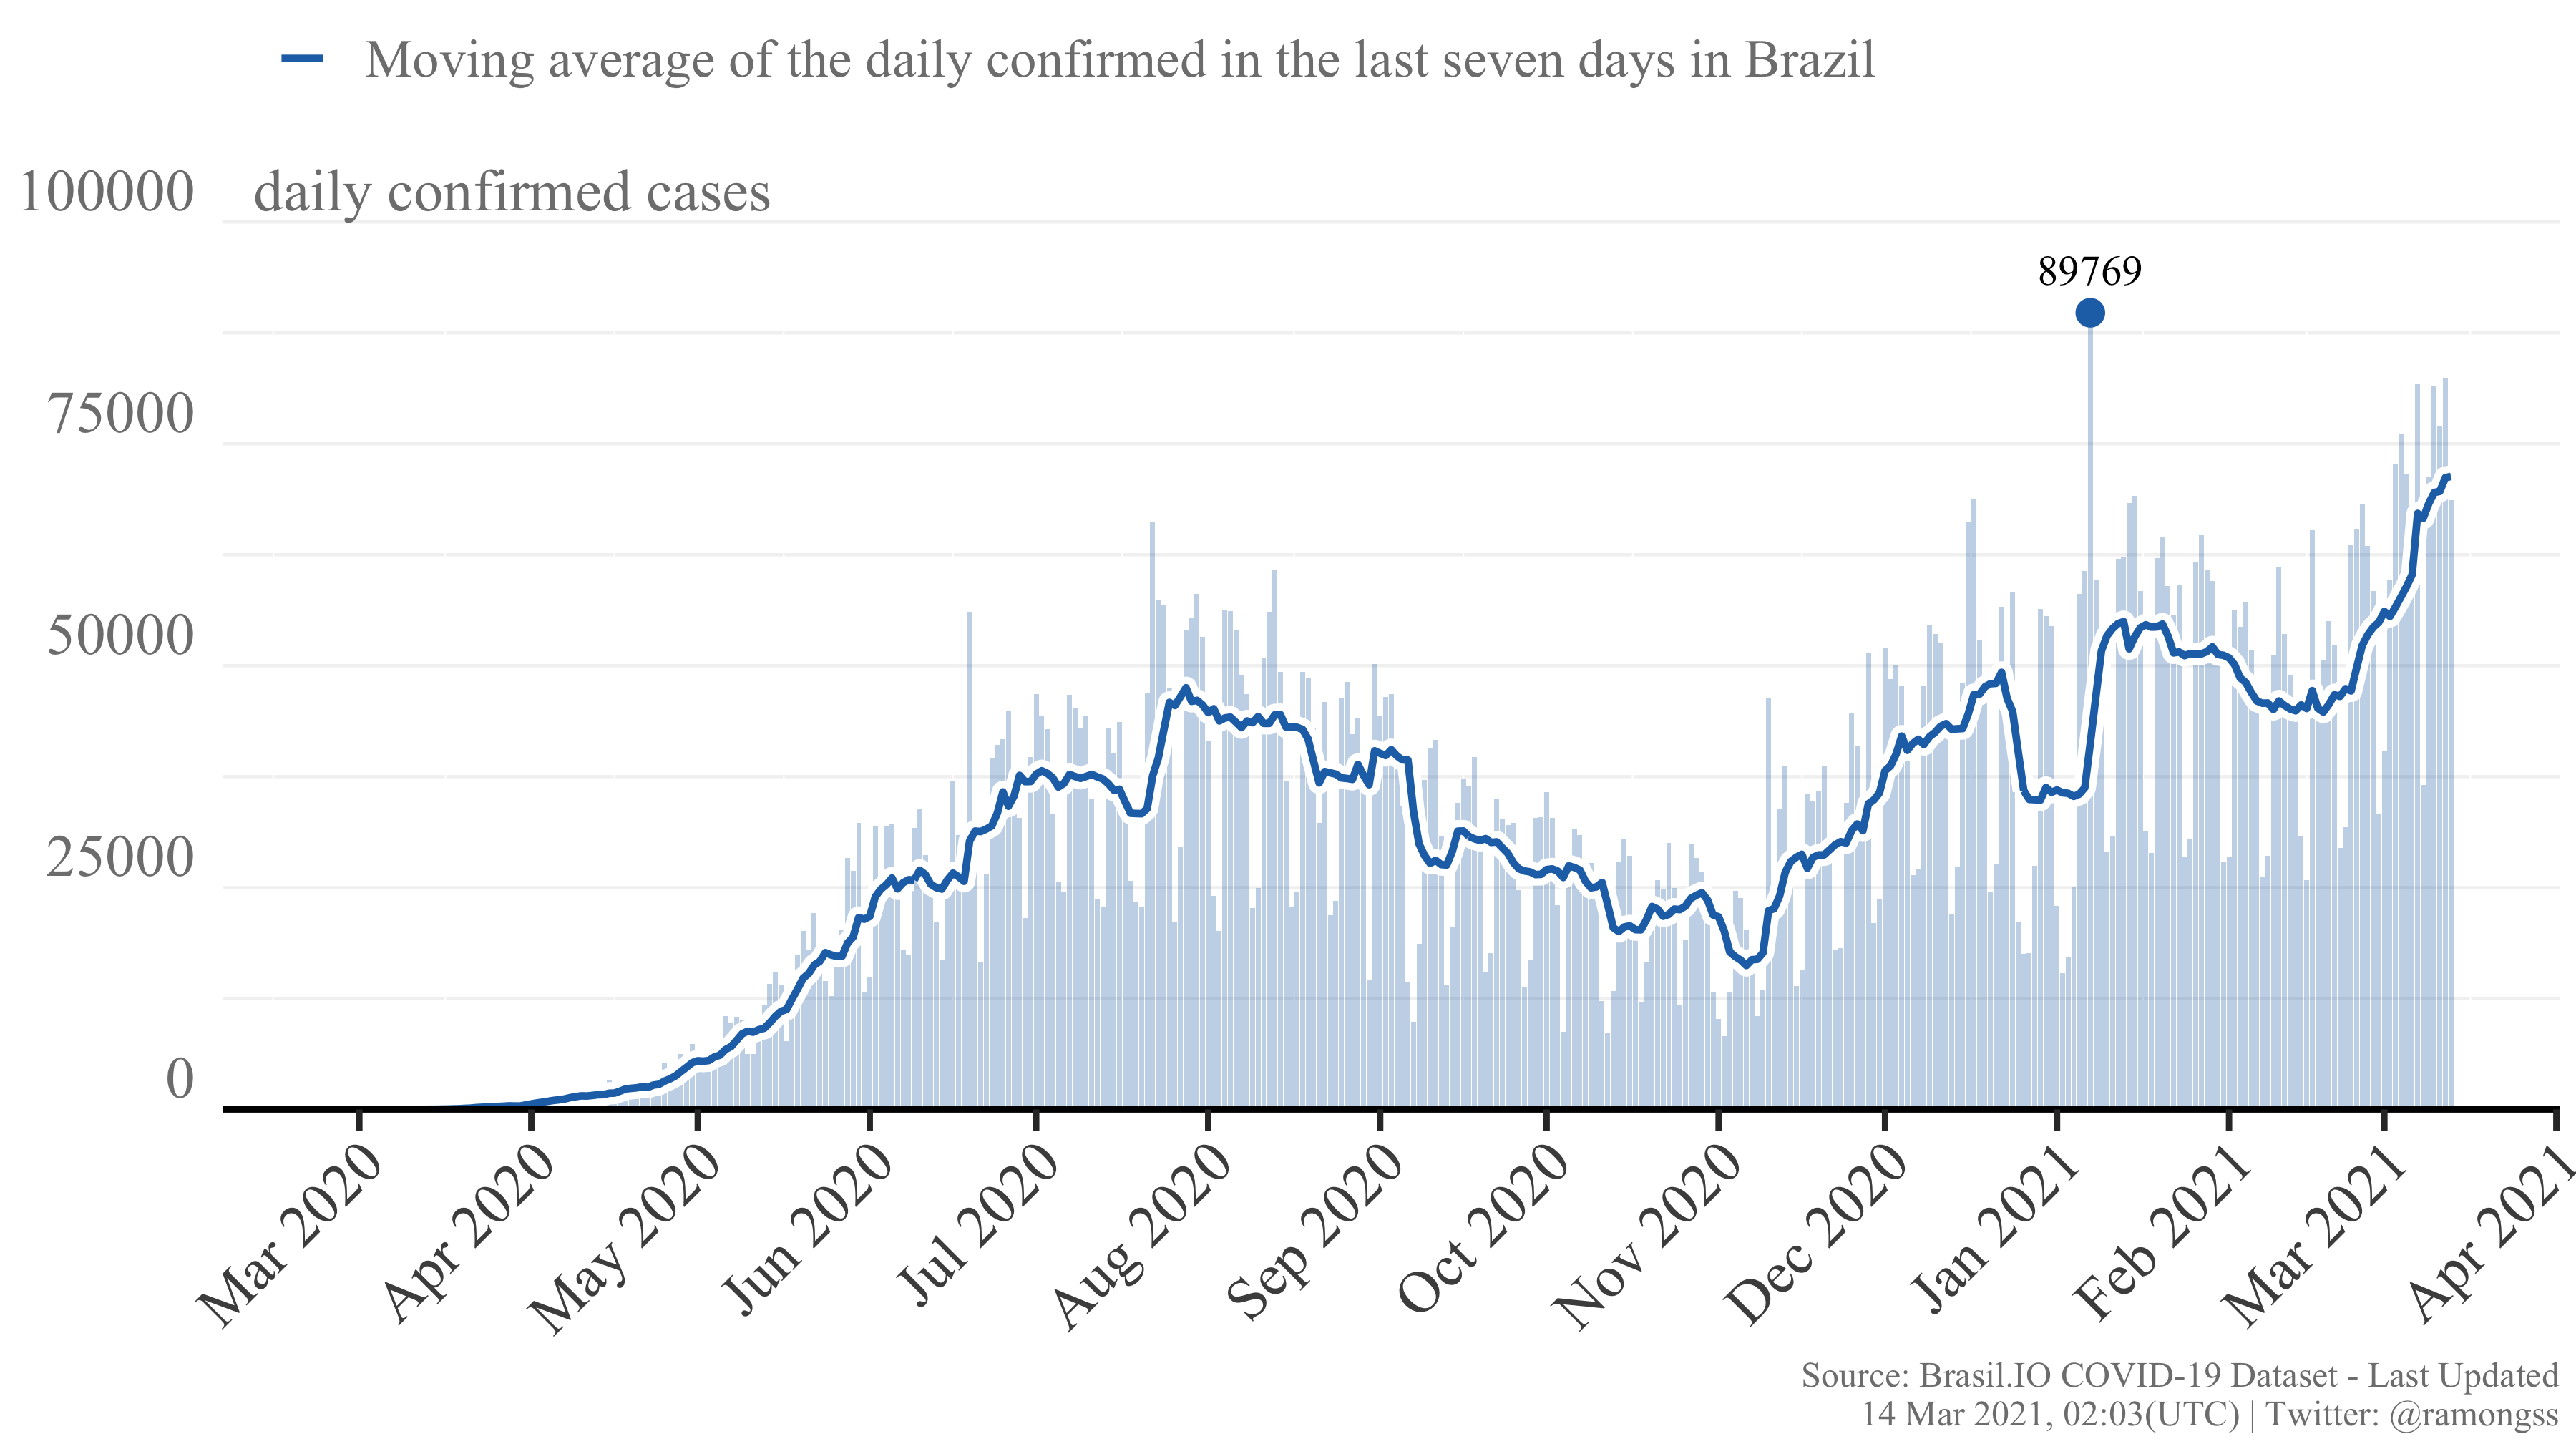 Moving average of the daily confirmed in the last seven days in Brazil
100000
daily confirmed cases
89769
75000
50000
25000
0
Mar 2020
Apr 2020
May 2020
Jun 2020
Jul 2020
Aug 2020
Sep 2020
Oct 2020
Nov 2020
Dec 2020
Jan 2021
Feb 2021
Mar 2021
Apr 2021
Source: Brasil.IO COVID-19 Dataset - Last Updated
14 Mar 2021, 02:03(UTC) | Twitter: @ramongss